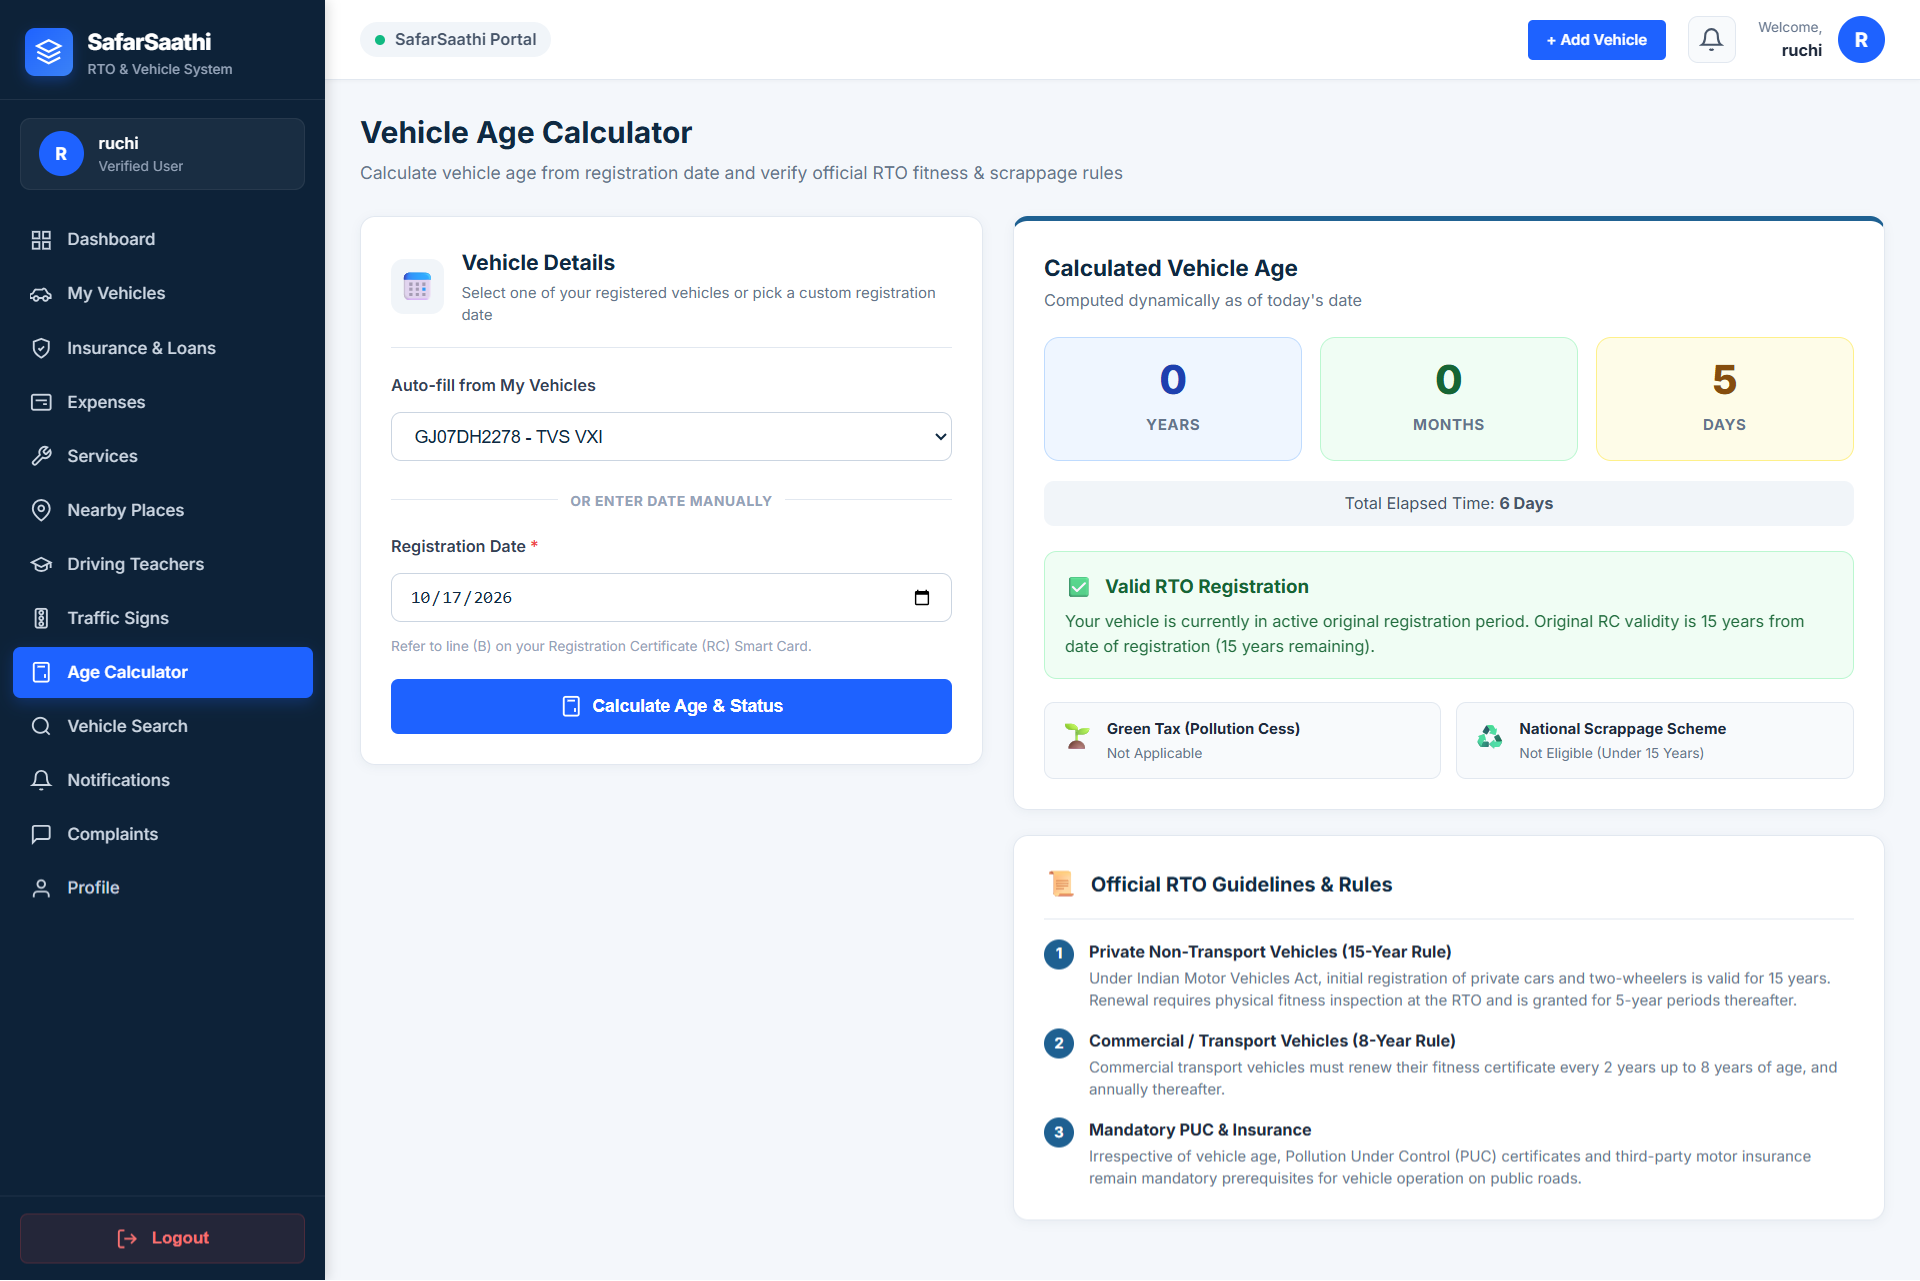 SafarSaathi
RTO & Vehicle System
R
ruchi
Verified User
Dashboard
My Vehicles
Insurance & Loans
Expenses
Services
Nearby Places
Driving Teachers
Traffic Signs
Age Calculator
Vehicle Search
Notifications
Complaints
Profile
Logout
SafarSaathi Portal
+ Add Vehicle
Welcome,
ruchi
R
Vehicle Age Calculator
Calculate vehicle age from registration date and verify official RTO fitness & scrappage rules
Vehicle Details
Select one of your registered vehicles or pick a custom registration
date
Auto-fill from My Vehicles
GJ07DH2278 - TVS VXI
OR ENTER DATE MANUALLY
Registration Date *
10/17/2026
Refer to line (B) on your Registration Certificate (RC) Smart Card.
Calculate Age & Status
Calculated Vehicle Age
Computed dynamically as of today's date
0
YEARS
0
MONTHS
5
DAYS
Total Elapsed Time: 6 Days
Valid RTO Registration
Your vehicle is currently in active original registration period. Original RC validity is 15 years from
date of registration (15 years remaining).
Green Tax (Pollution Cess)
Not Applicable
National Scrappage Scheme
Not Eligible (Under 15 Years)
Official RTO Guidelines & Rules
1
Private Non-Transport Vehicles (15-Year Rule)
Under Indian Motor Vehicles Act, initial registration of private cars and two-wheelers is valid for 15 years.
Renewal requires physical fitness inspection at the RTO and is granted for 5-year periods thereafter.
2
Commercial / Transport Vehicles (8-Year Rule)
Commercial transport vehicles must renew their fitness certificate every 2 years up to 8 years of age, and
annually thereafter.
3
Mandatory PUC & Insurance
Irrespective of vehicle age, Pollution Under Control (PUC) certificates and third-party motor insurance
remain mandatory prerequisites for vehicle operation on public roads.